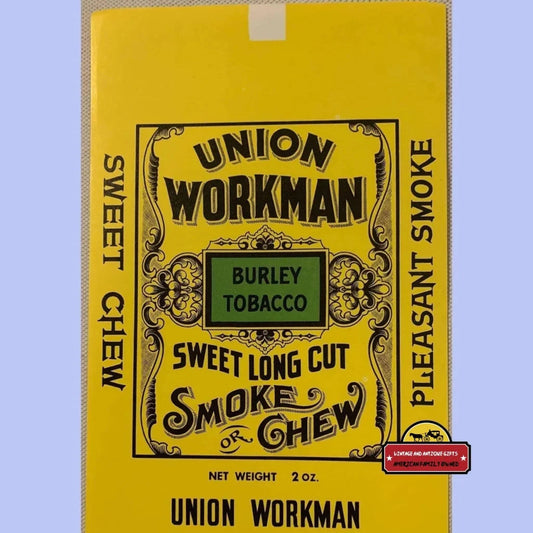 UNION
WORKMAN
BURLEY
TOBACCO
SWEET LONG CUT
SMOKE
OR CHEW
NET WEIGHT 2 OZ.
UNION WORKMAN
SWEET CHEW
PLEASANT SMOKE
VINTAGE AND ANTIQUE GIFTS
AMERICAN FAMILY OWNED